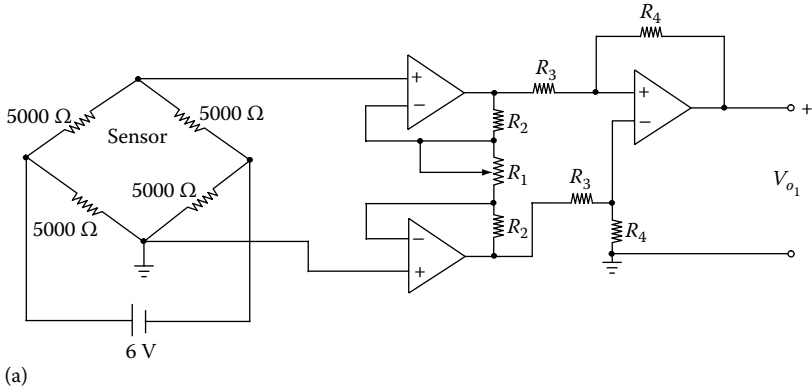 R4
R3
R2
R1
R2
R3
R4
5000 Ω
5000 Ω
Sensor
5000 Ω
5000 Ω
6 V
+
−
−
+
+
−
+
Vo1
(a)